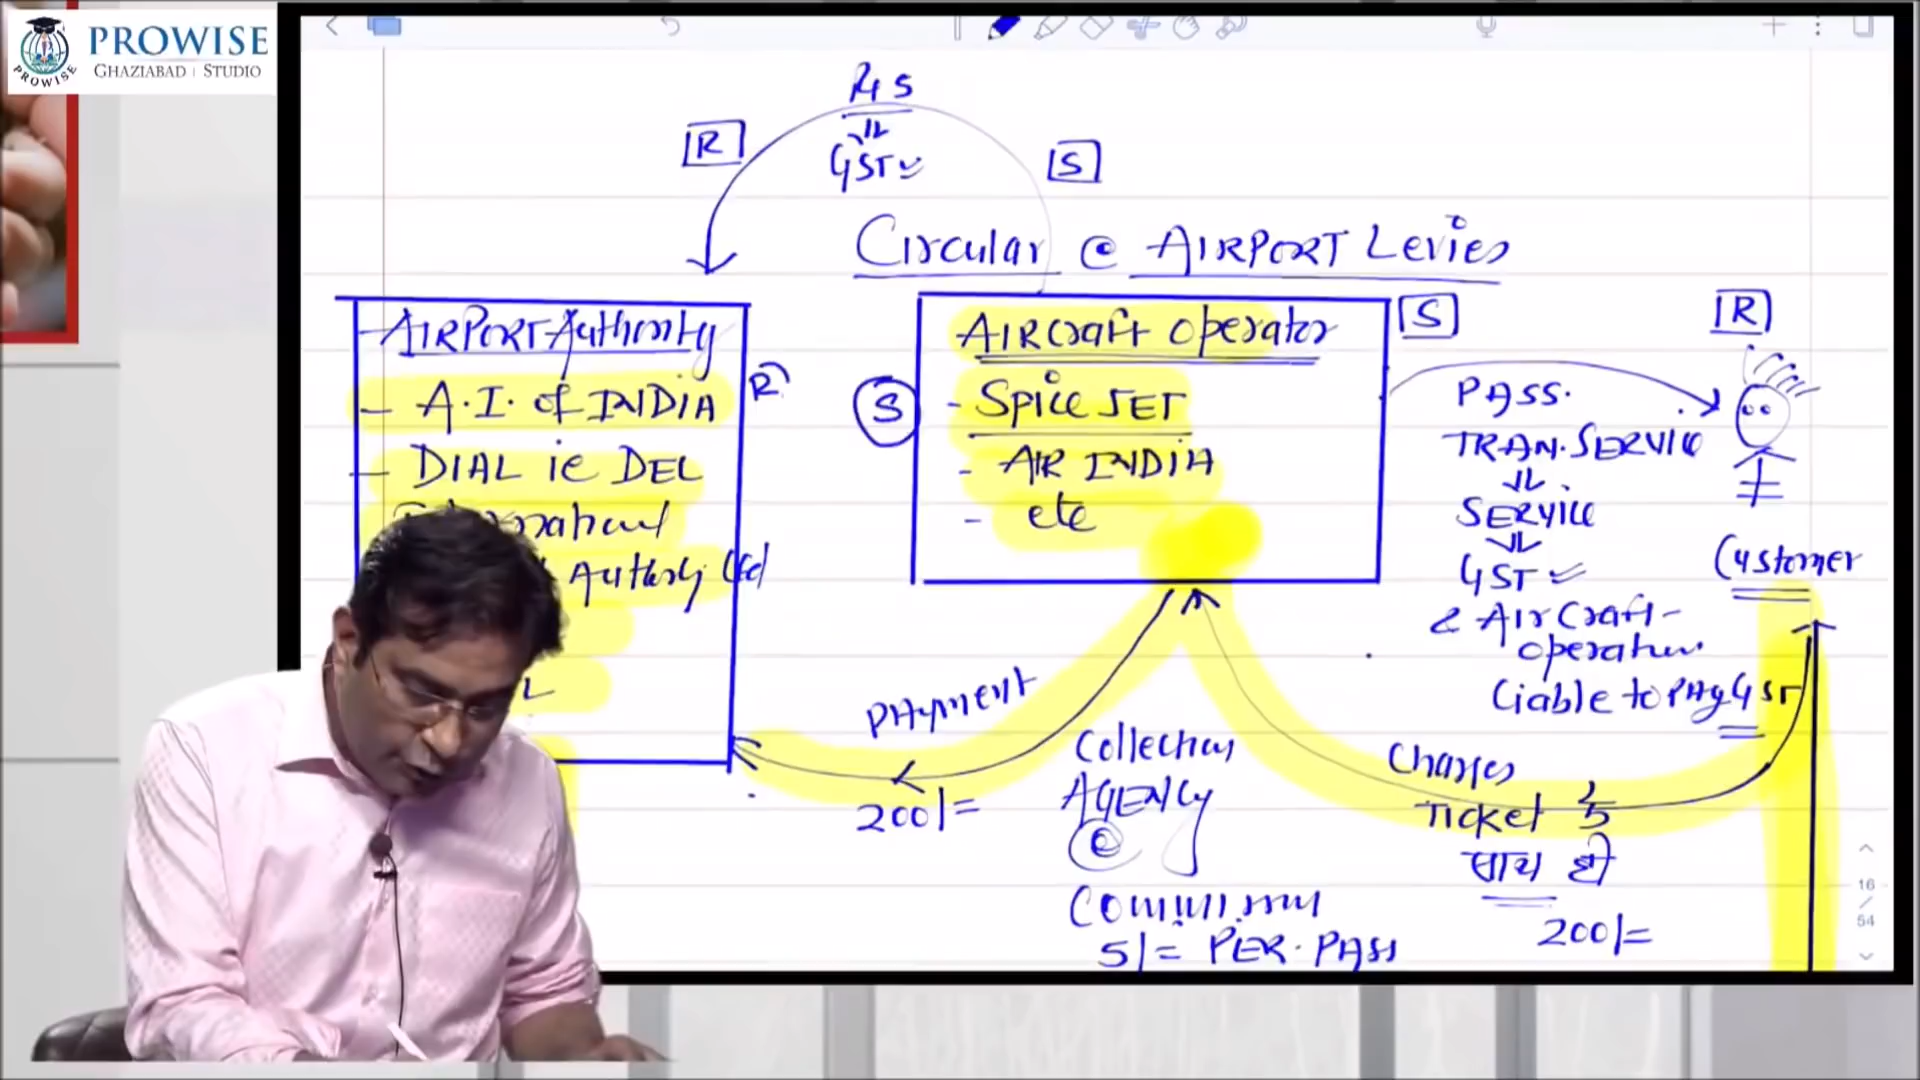 PROWISE
GHAZIABAD | STUDIO
PROWISE
GST
R
S
Circular @ AIRPORT Levies
AIRPORT Authority
- A.I. of INDIA
- DIAL ie DEL
Authority Ltd
L
R
S
AIRCraft Operator
- Spice JET
- AIR INDIA
- etc
S
R
PASS.
TRAN. SERVICE
SERVICE
GST
& AirCraft-
operator
Liable to PAY GST
Customer
PAYMENT
200/=
Collection
AGENCY
@
Commission
5/= PER. PASS
Charges
Ticket के
साथ ही
200/=
16
/
54